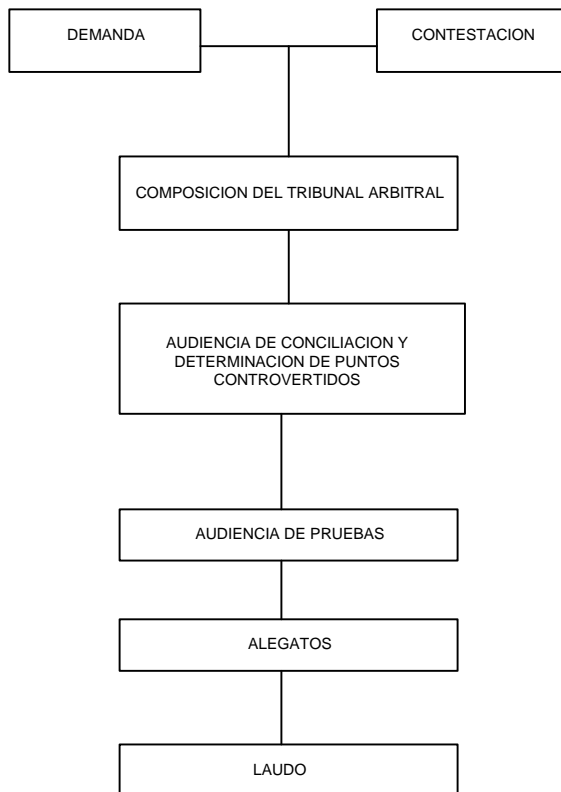 DEMANDA
CONTESTACION
COMPOSICION DEL TRIBUNAL ARBITRAL
AUDIENCIA DE CONCILIACION Y
DETERMINACION DE PUNTOS
CONTROVERTIDOS
AUDIENCIA DE PRUEBAS
ALEGATOS
LAUDO